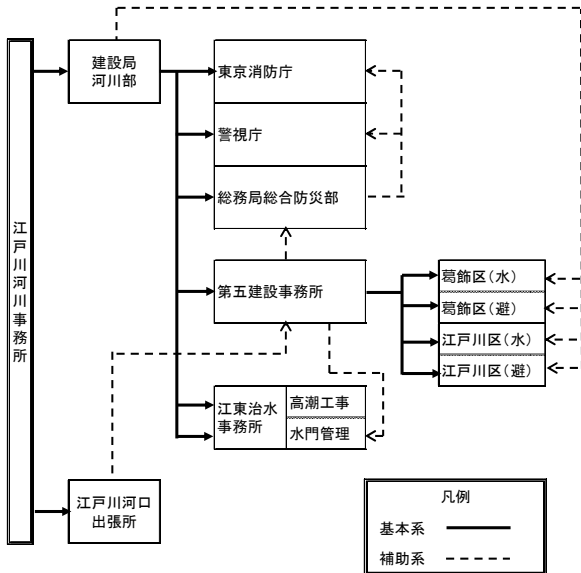 江戸川河川事務所
建設局
河川部
東京消防庁
警視庁
総務局総合防災部
第五建設事務所
葛飾区(水)
葛飾区(避)
江戸川区(水)
江戸川区(避)
江東治水
事務所
高潮工事
水門管理
江戸川河口
出張所
凡例
基本系
補助系